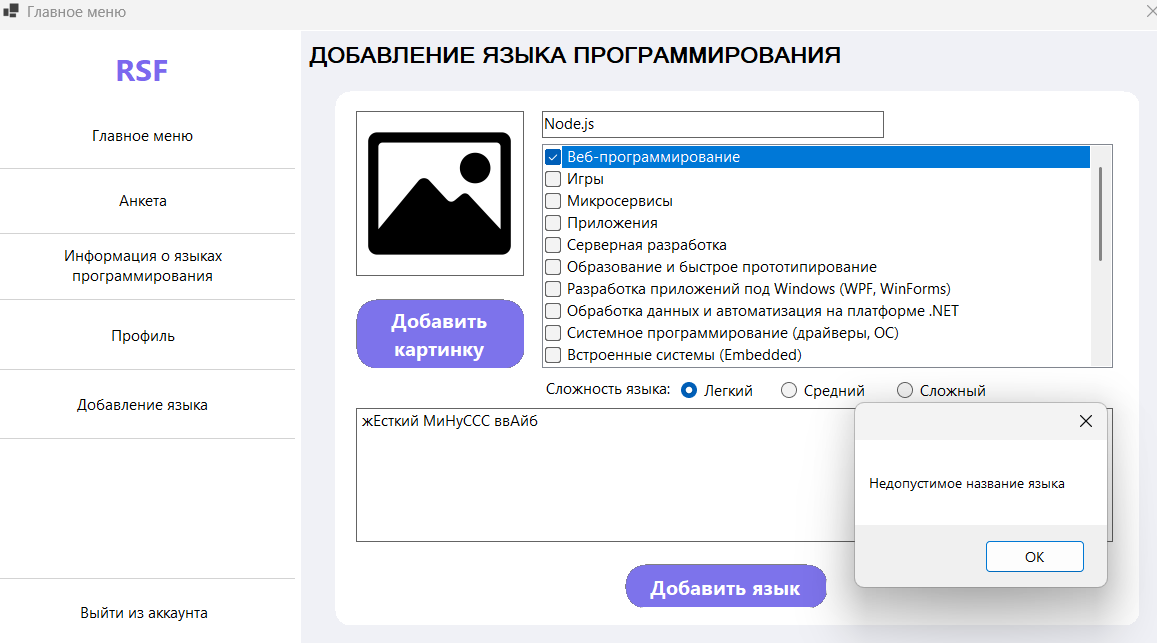 Главное меню
RSF
Главное меню
Анкета
Информация о языках
программирования
Профиль
Добавление языка
Выйти из аккаунта
ДОБАВЛЕНИЕ ЯЗЫКА ПРОГРАММИРОВАНИЯ
Добавить
картинку
Node.js
Веб-программирование
Игры
Микросервисы
Приложения
Серверная разработка
Образование и быстрое прототипирование
Разработка приложений под Windows (WPF, WinForms)
Обработка данных и автоматизация на платформе .NET
Системное программирование (драйверы, ОС)
Встроенные системы (Embedded)
Сложность языка: Легкий Средний Сложный
жЕсткий МиНуССС ввАйб
Недопустимое название языка
ОК
Добавить язык